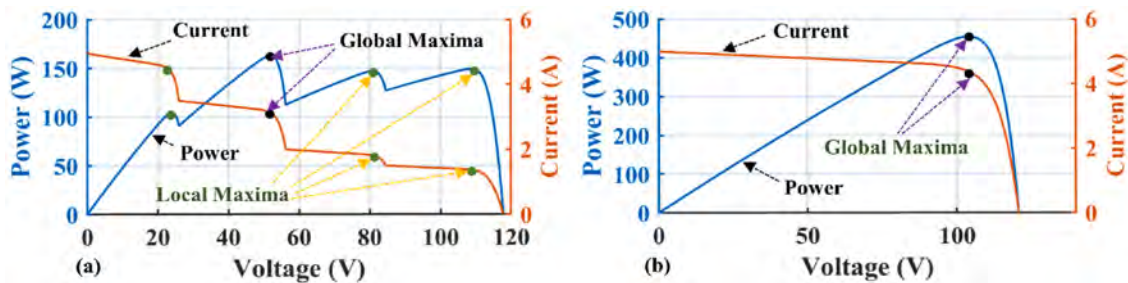 200
150
100
50
0
Power (W)
Current
Global Maxima
Power
Local Maxima
6
4
2
0
Current (A)
0 20 40 60 80 100 120
(a)
Voltage (V)
500
400
300
200
100
0
Power (W)
Current
Global Maxima
Power
6
4
2
0
Current (A)
0 50 100
(b)
Voltage (V)